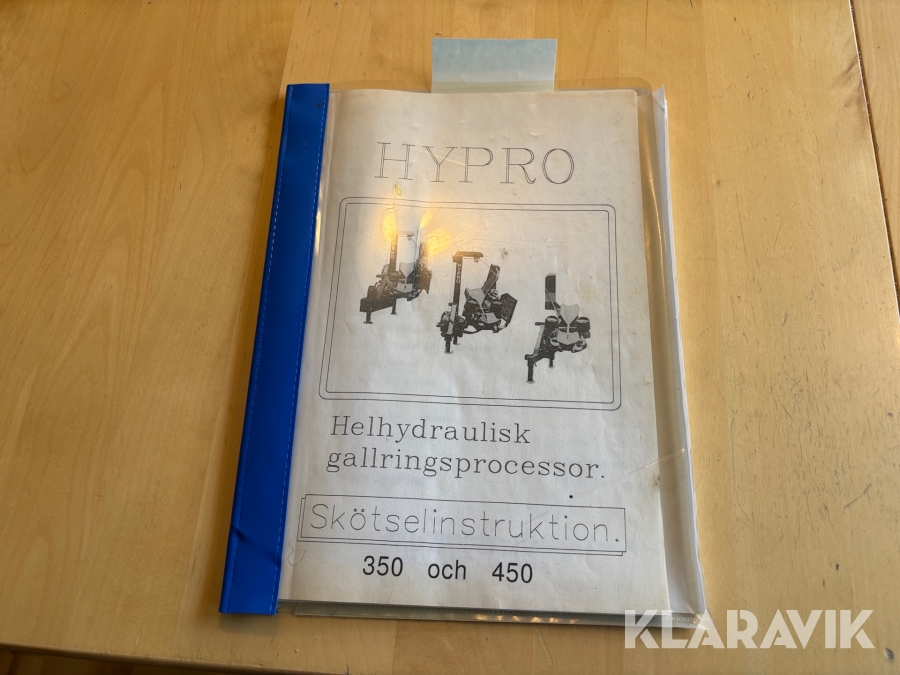 HYPRO
Helhydraulisk
gallringsprocessor.
Skötselinstruktion.
350 och 450
KLARAVIK